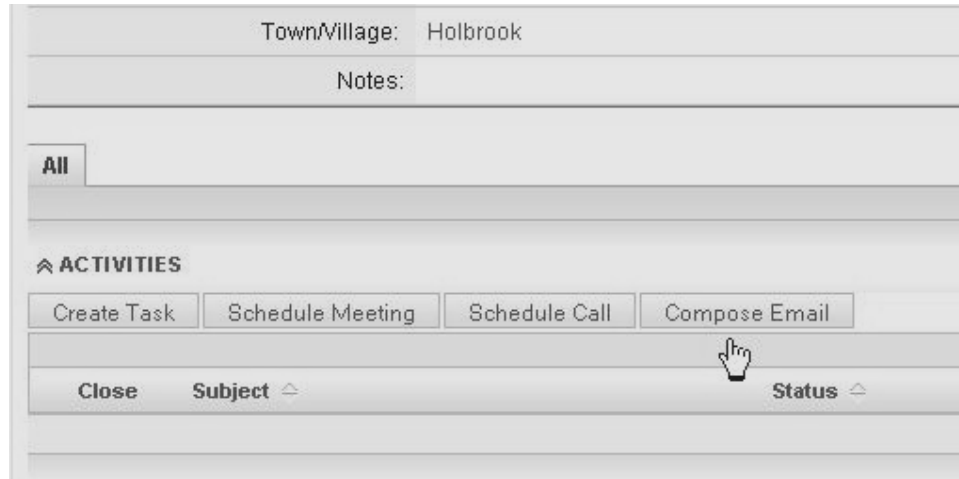 Town/Village: Holbrook
Notes:
All
ACTIVITIES
Create Task Schedule Meeting Schedule Call Compose Email
Close Subject Status